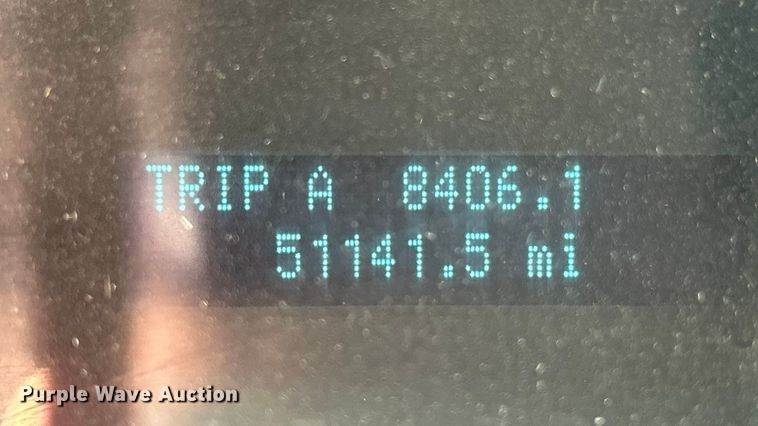 TRIP A 8406.1
51141.5 mi
Purple Wave Auction